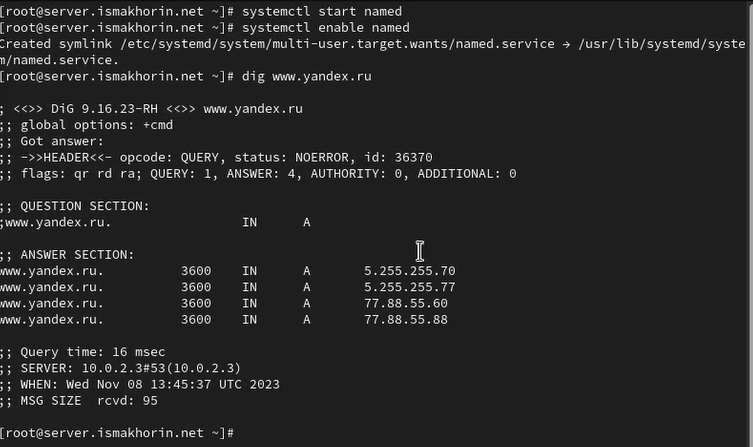 [root@server.ismakhorin.net ~]# systemctl start named
[root@server.ismakhorin.net ~]# systemctl enable named
Created symlink /etc/systemd/system/multi-user.target.wants/named.service → /usr/lib/systemd/syste
m/named.service.
[root@server.ismakhorin.net ~]# dig www.yandex.ru

; <<>> DiG 9.16.23-RH <<>> www.yandex.ru
;; global options: +cmd
;; Got answer:
;; ->>HEADER<<- opcode: QUERY, status: NOERROR, id: 36370
;; flags: qr rd ra; QUERY: 1, ANSWER: 4, AUTHORITY: 0, ADDITIONAL: 0

;; QUESTION SECTION:
;www.yandex.ru.                 IN      A

;; ANSWER SECTION:
www.yandex.ru.          3600    IN      A       5.255.255.70
www.yandex.ru.          3600    IN      A       5.255.255.77
www.yandex.ru.          3600    IN      A       77.88.55.60
www.yandex.ru.          3600    IN      A       77.88.55.88

;; Query time: 16 msec
;; SERVER: 10.0.2.3#53(10.0.2.3)
;; WHEN: Wed Nov 08 13:45:37 UTC 2023
;; MSG SIZE  rcvd: 95

[root@server.ismakhorin.net ~]#